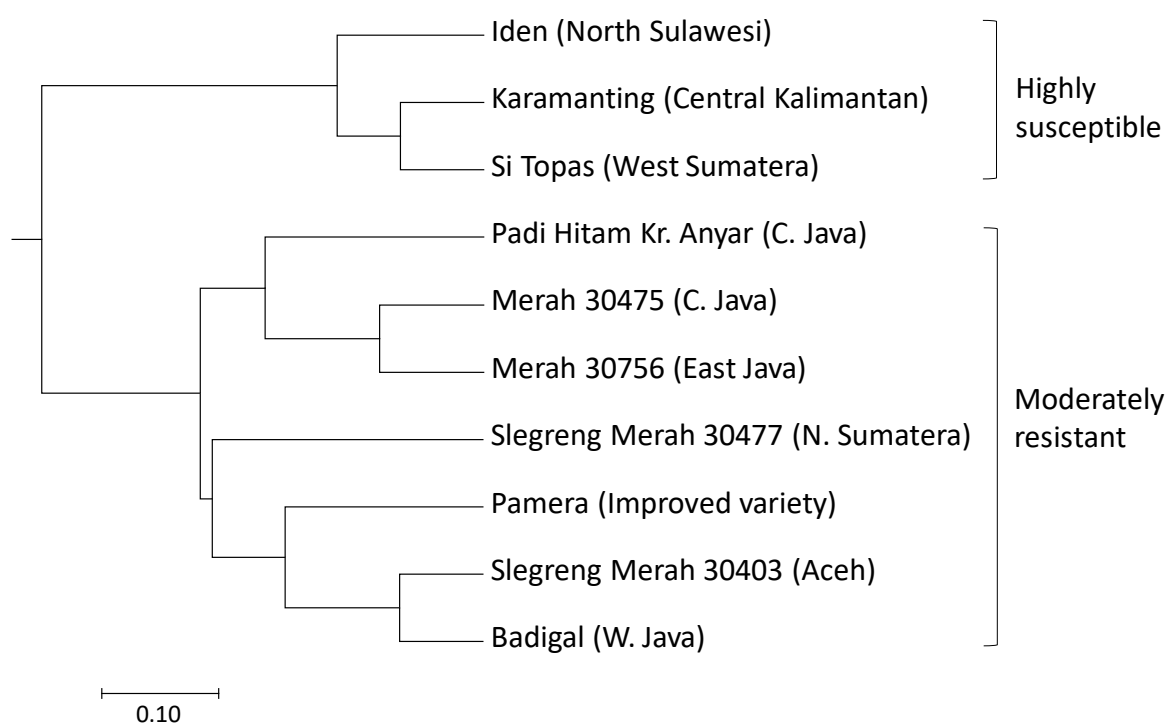 Iden (North Sulawesi)
Karamanting (Central Kalimantan)
Si Topas (West Sumatera)
Highly
susceptible
Padi Hitam Kr. Anyar (C. Java)
Merah 30475 (C. Java)
Merah 30756 (East Java)
Slegreng Merah 30477 (N. Sumatera)
Pamera (Improved variety)
Slegreng Merah 30403 (Aceh)
Badigal (W. Java)
Moderately
resistant
0.10